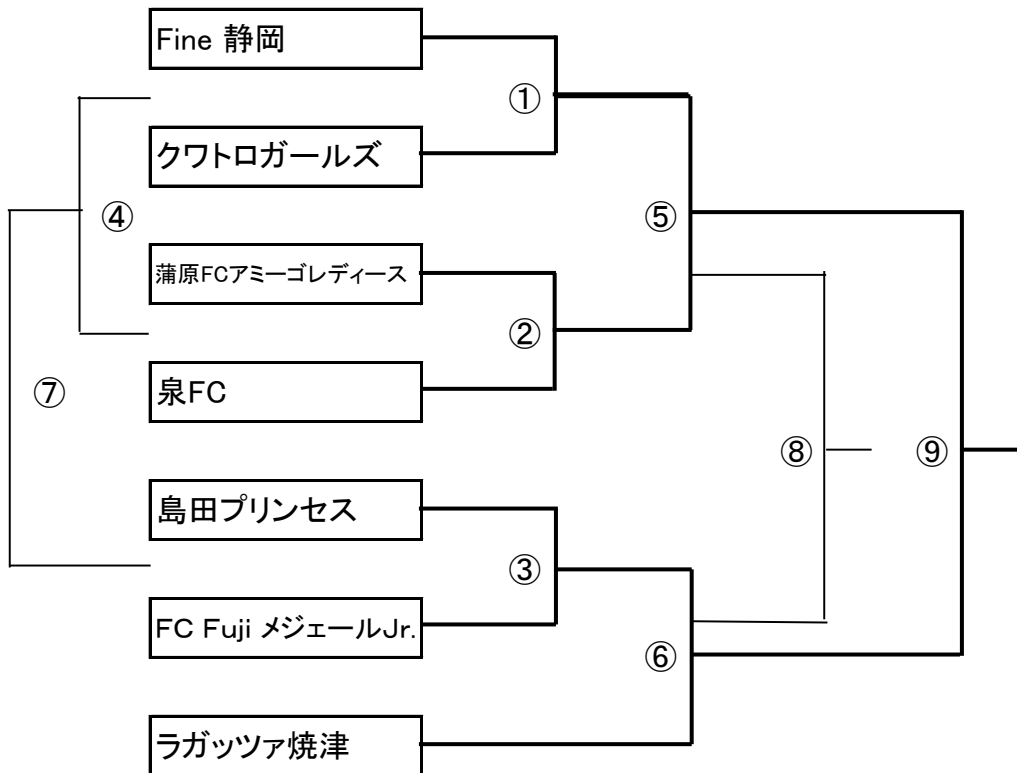 Fine 静岡
①
クワトロガールズ
④
⑤
蒲原FCアミーゴレディース
②
⑦
泉FC
⑧
⑨
島田プリンセス
③
FC Fuji メジェールJr.
⑥
ラガッツァ焼津